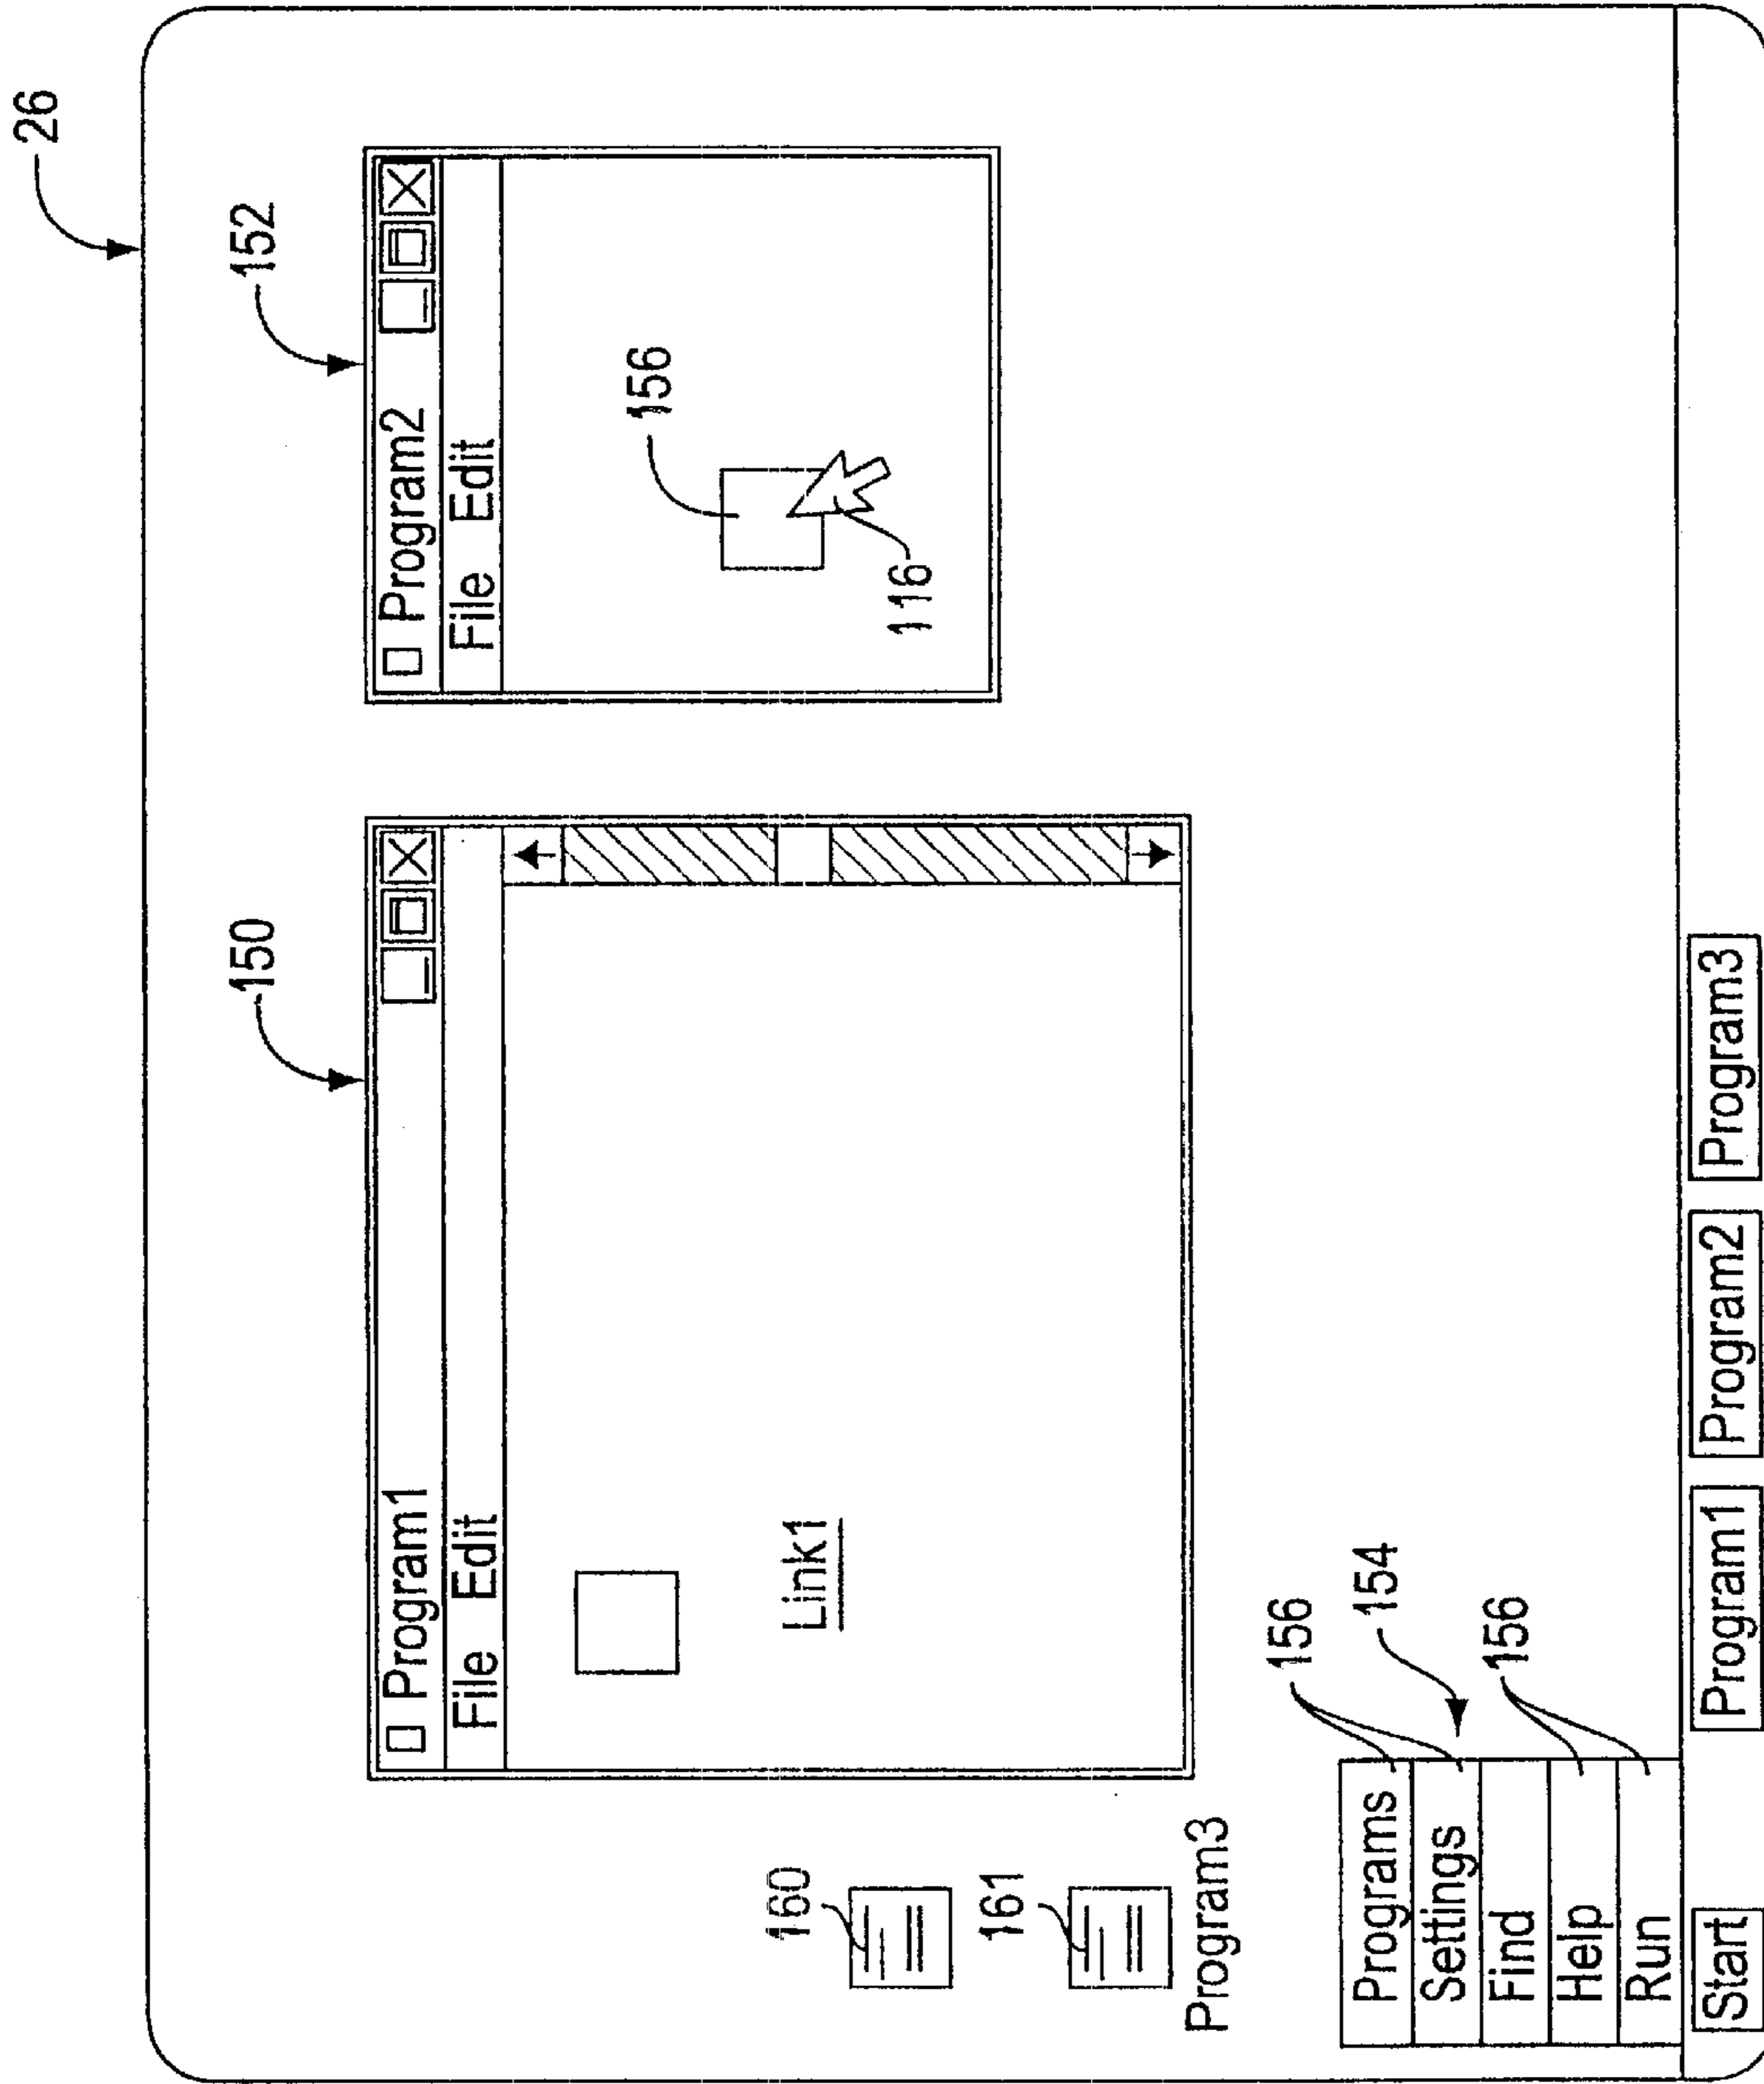 26
150
152
Program1
Program2
File Edit
File Edit
156
116
Link1
160
161
Program3
Programs
Settings
Find
Help
Run
156
154
156
Start
Program1
Program2
Program3